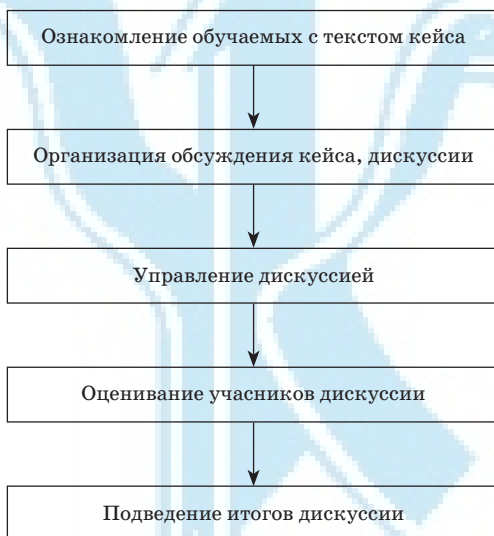 Ознакомление обучаемых с текстом кейса
Организация обсуждения кейса, дискуссии
Управление дискуссией
Оценивание учасников дискуссии
Подведение итогов дискуссии